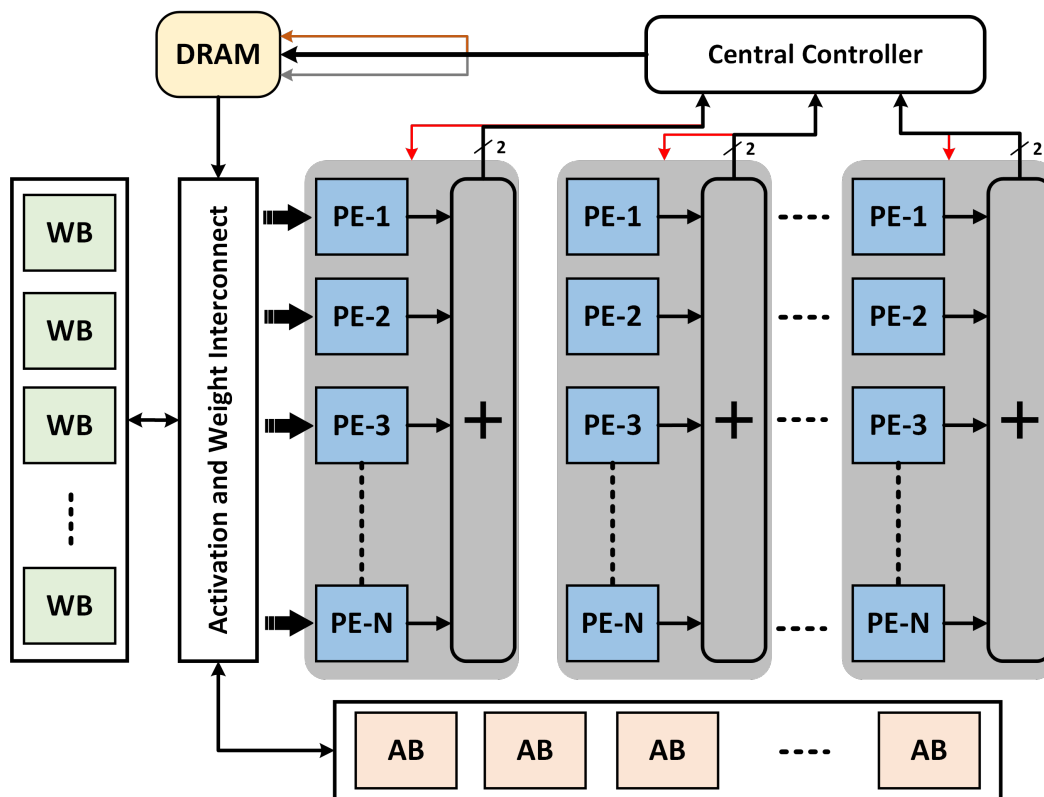 DRAM
Central Controller
2
2
2
WB
WB
WB
WB
Activation and Weight Interconnect
PE-1
PE-2
PE-3
PE-N
+
PE-1
PE-2
PE-3
PE-N
+
PE-1
PE-2
PE-3
PE-N
+
AB
AB
AB
AB